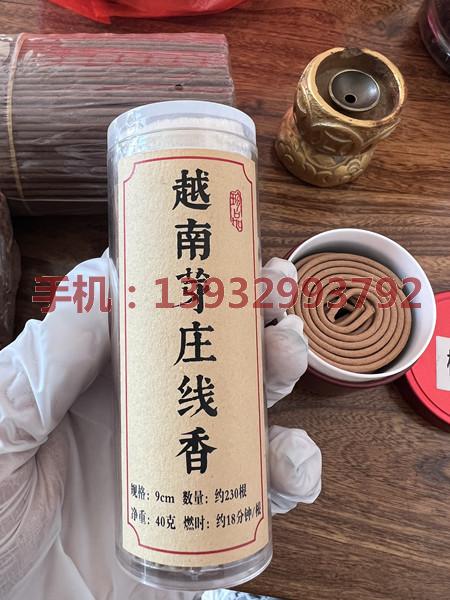 越南芽庄线香
手机：13932993792
规格：9cm 数量：约230根
净重：40克 燃时：约18分钟/根